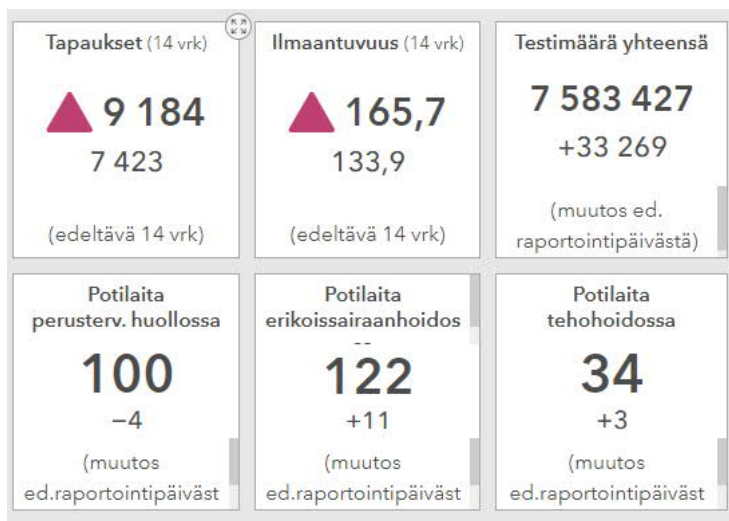 Tapaukset (14 vrk)
9 184
7 423
(edeltävä 14 vrk)
Ilmaantuvuus (14 vrk)
165,7
133,9
(edeltävä 14 vrk)
Testimäärä yhteensä
7 583 427
+33 269
(muutos ed.
raportointipäivästä)
Potilaita
perusterv. huollossa
100
−4
(muutos
ed.raportointipäiväst
Potilaita
erikoissairaanhoidos
122
+11
(muutos
ed.raportointipäiväst
Potilaita
tehohoidossa
34
+3
(muutos
ed.raportointipäiväst